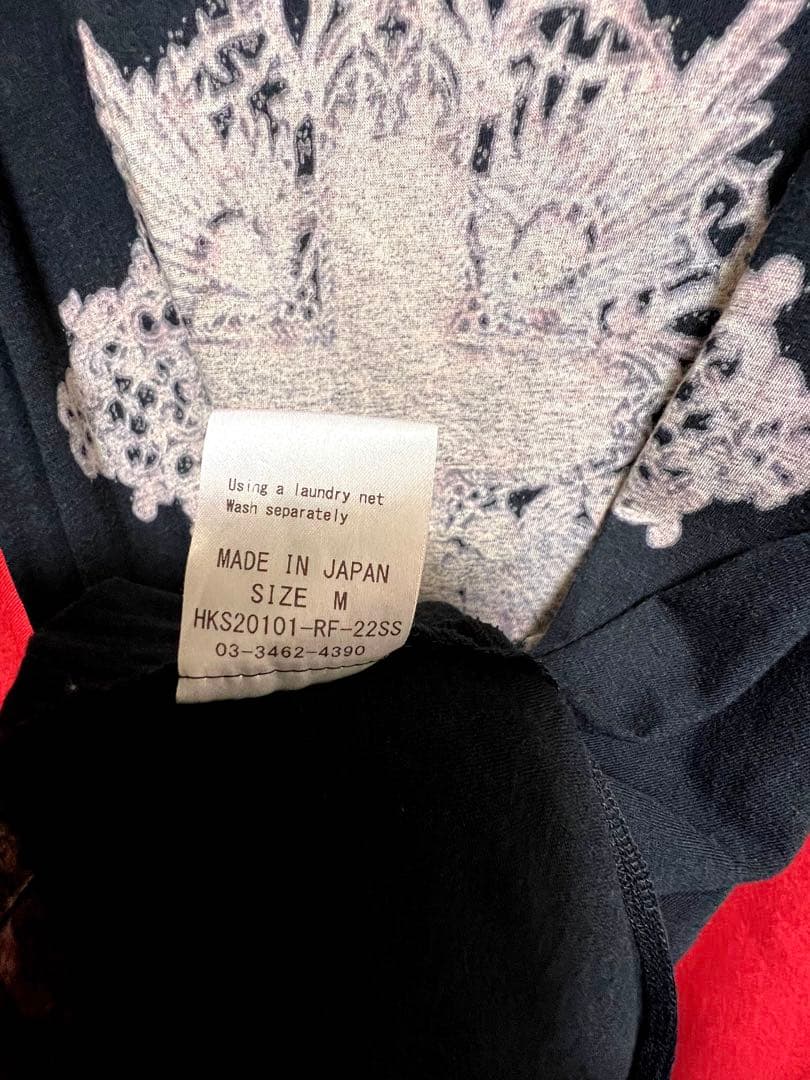 Using a laundry net
Wash separately
MADE IN JAPAN
SIZE M
HKS20101-RF-22SS
03-3462-4390